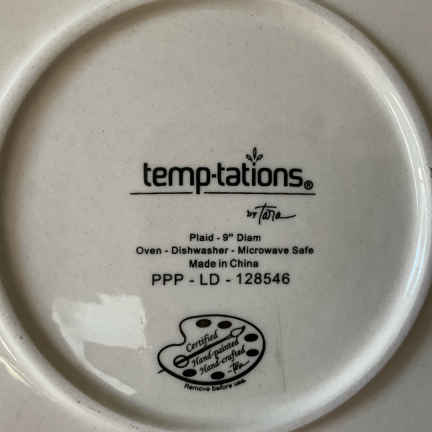 temp-tations®
by Tara
Plaid - 9" Diam
Oven - Dishwasher - Microwave Safe
Made in China
PPP - LD - 128546
Certified
Hand-painted
Hand-crafted
-Tara
Remove before use.